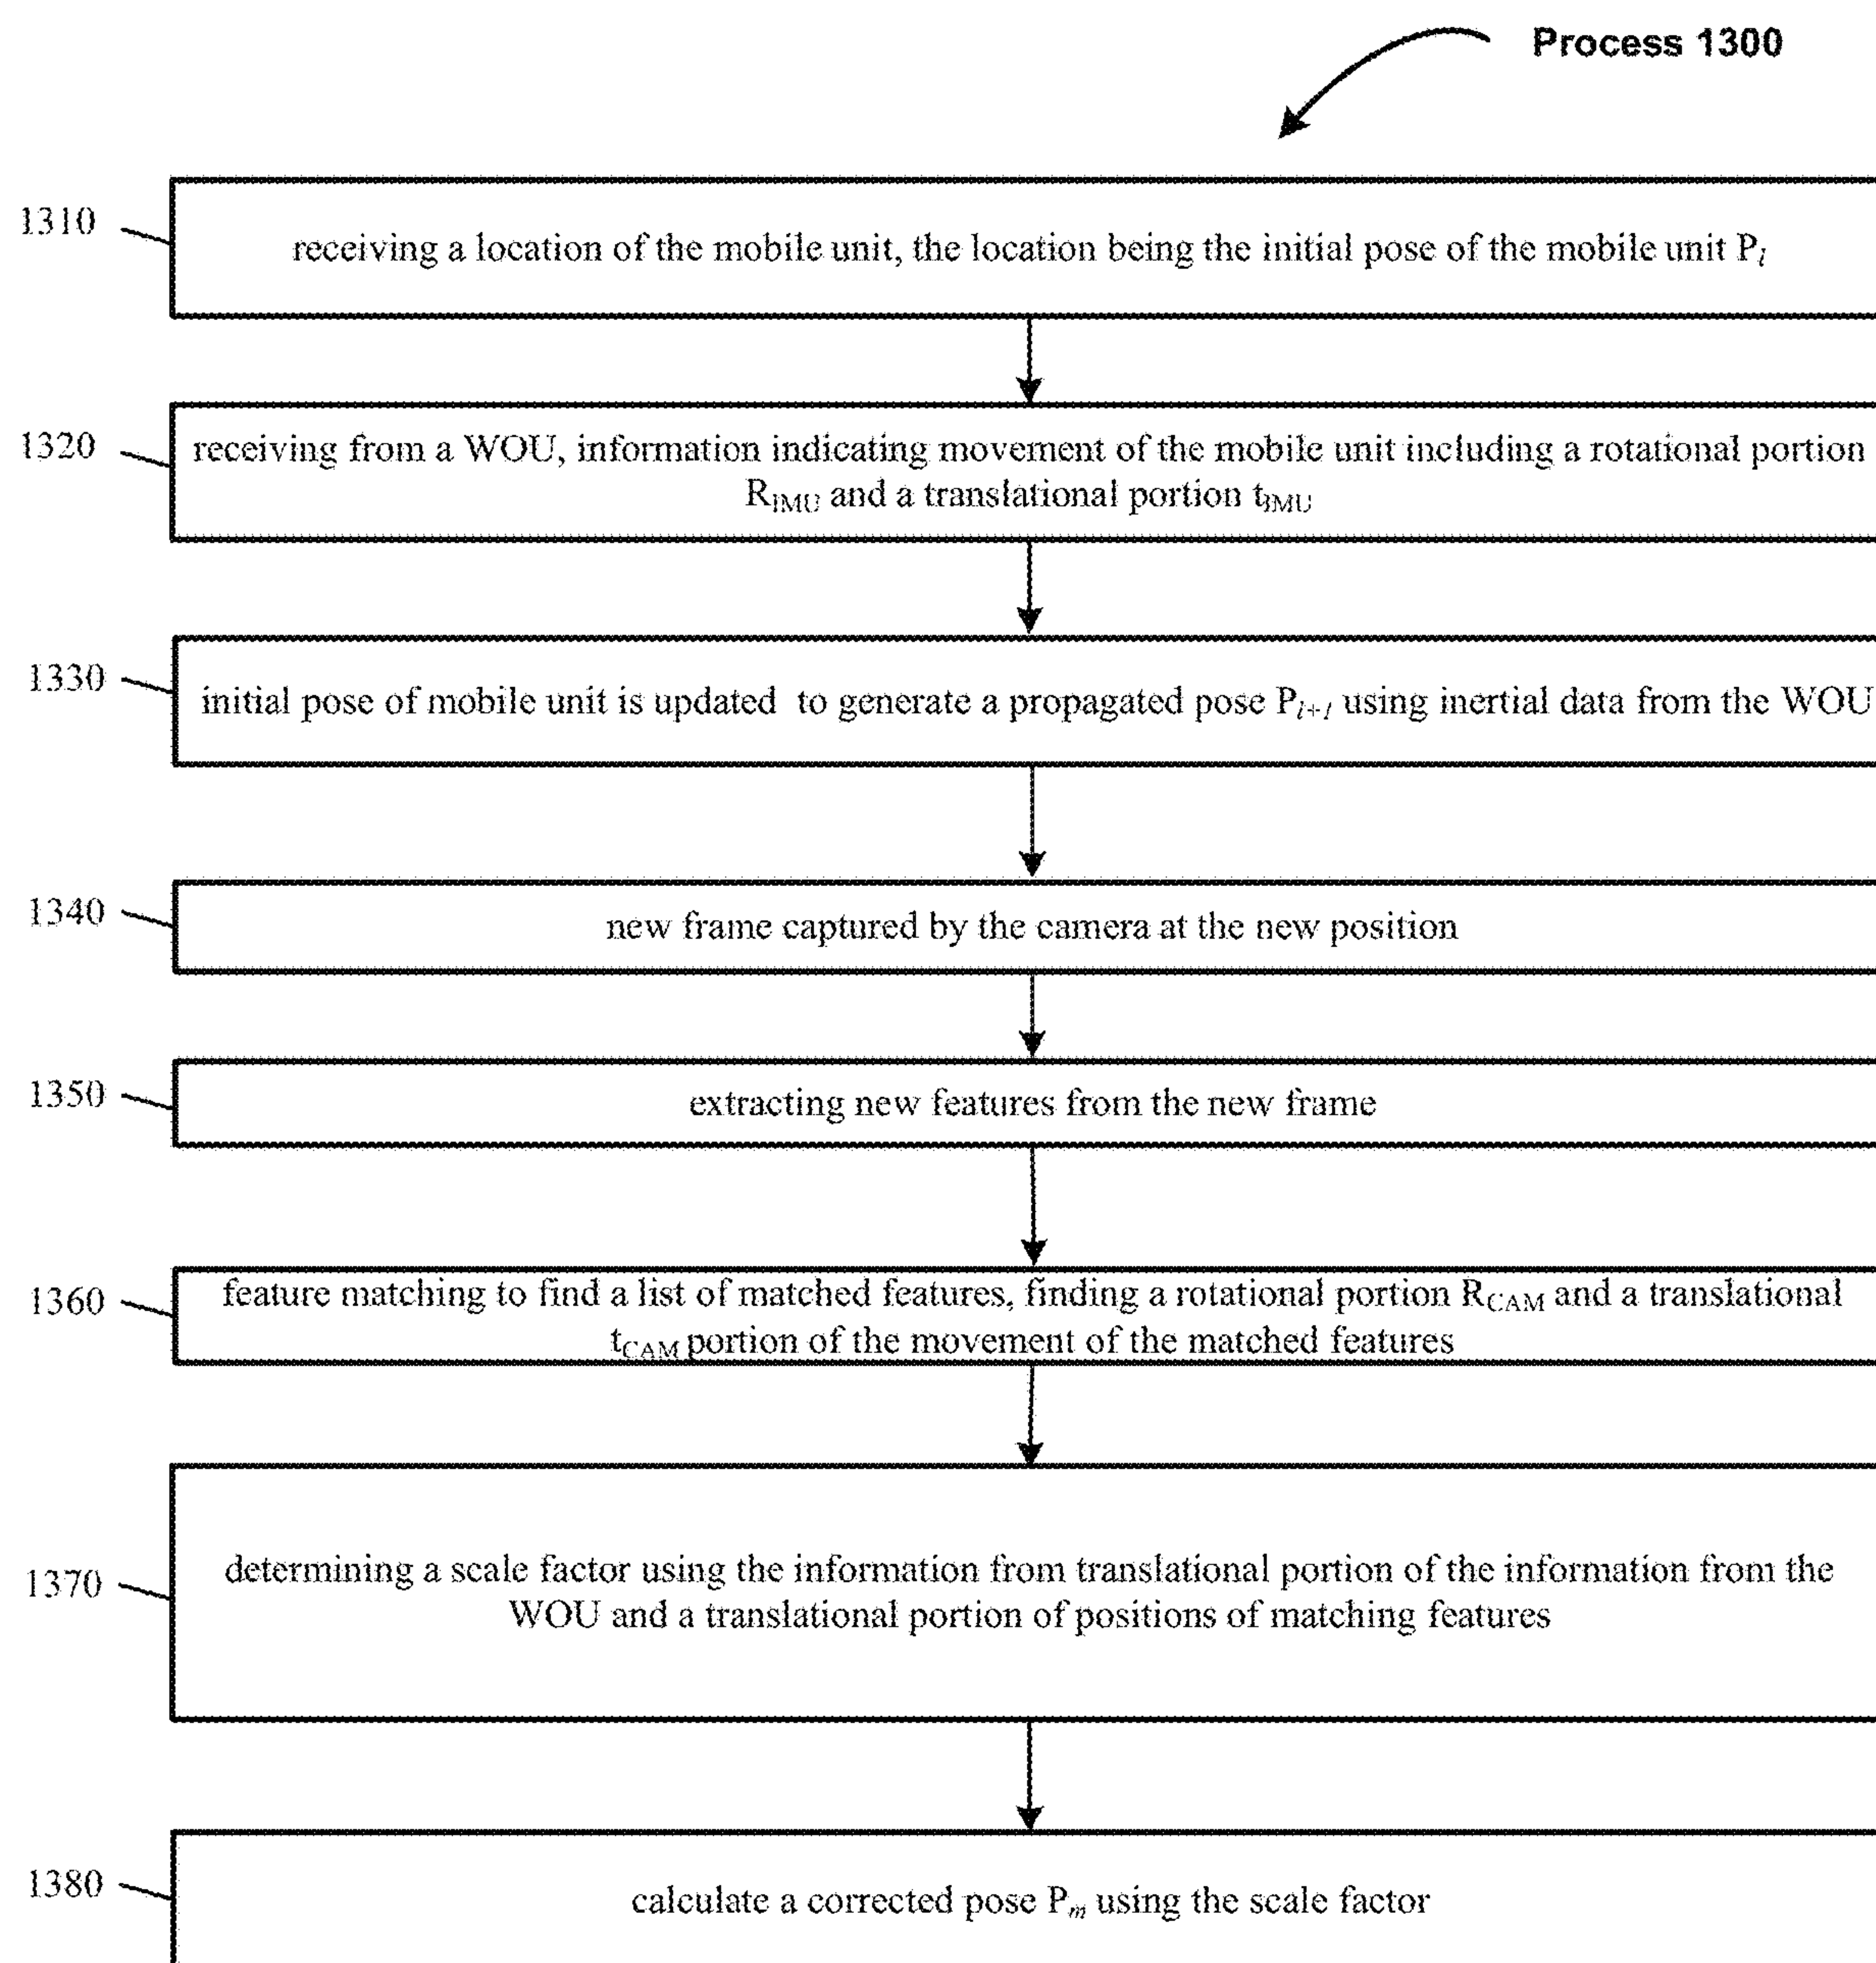 Process 1300
1310
receiving a location of the mobile unit, the location being the initial pose of the mobile unit Pᵢ
1320
receiving from a WOU, information indicating movement of the mobile unit including a rotational portion
R_IMU and a translational portion t_IMU
1330
initial pose of mobile unit is updated to generate a propagated pose P_i+1 using inertial data from the WOU
1340
new frame captured by the camera at the new position
1350
extracting new features from the new frame
1360
feature matching to find a list of matched features, finding a rotational portion R_CAM and a translational
t_CAM portion of the movement of the matched features
1370
determining a scale factor using the information from translational portion of the information from the
WOU and a translational portion of positions of matching features
1380
calculate a corrected pose P_m using the scale factor